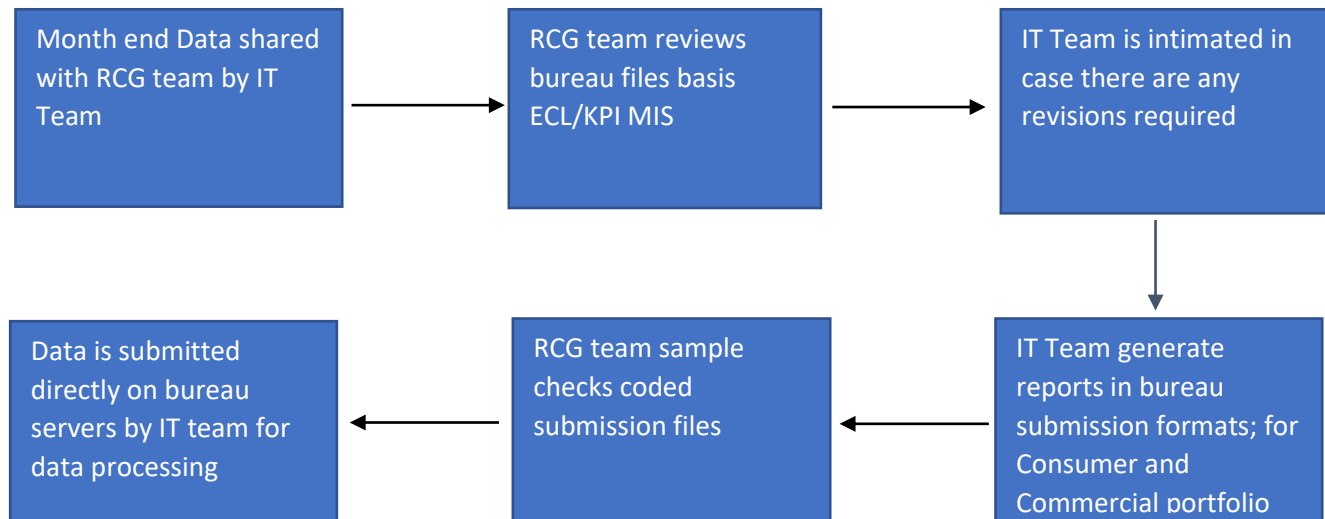 Month end Data shared
with RCG team by IT
Team
RCG team reviews
bureau files basis
ECL/KPI MIS
IT Team is intimated in
case there are any
revisions required
IT Team generate
reports in bureau
submission formats; for
Consumer and
Commercial portfolio
RCG team sample
checks coded
submission files
Data is submitted
directly on bureau
servers by IT team for
data processing